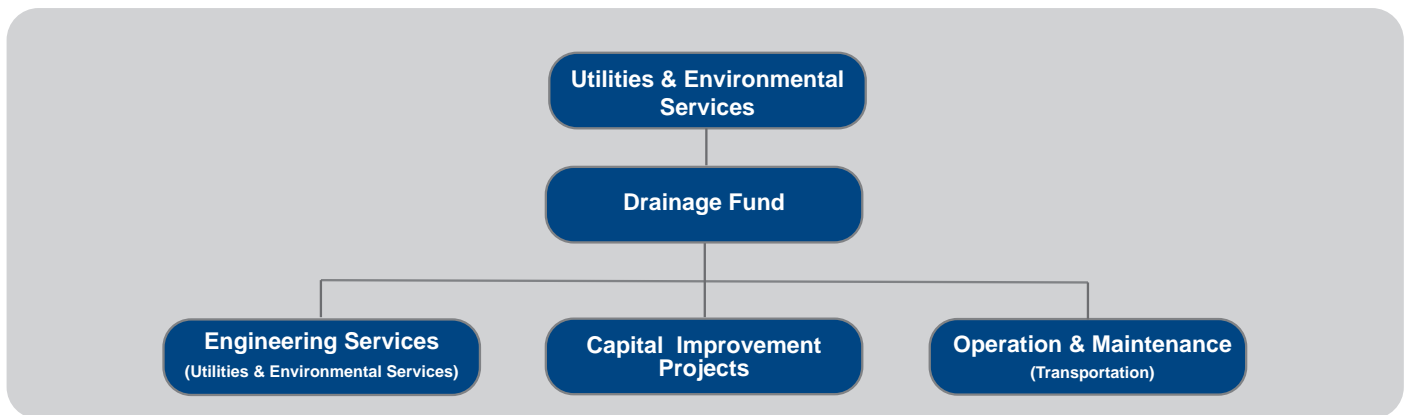 Utilities & Environmental
Services
Drainage Fund
Engineering Services
(Utilities & Environmental Services)
Capital Improvement
Projects
Operation & Maintenance
(Transportation)